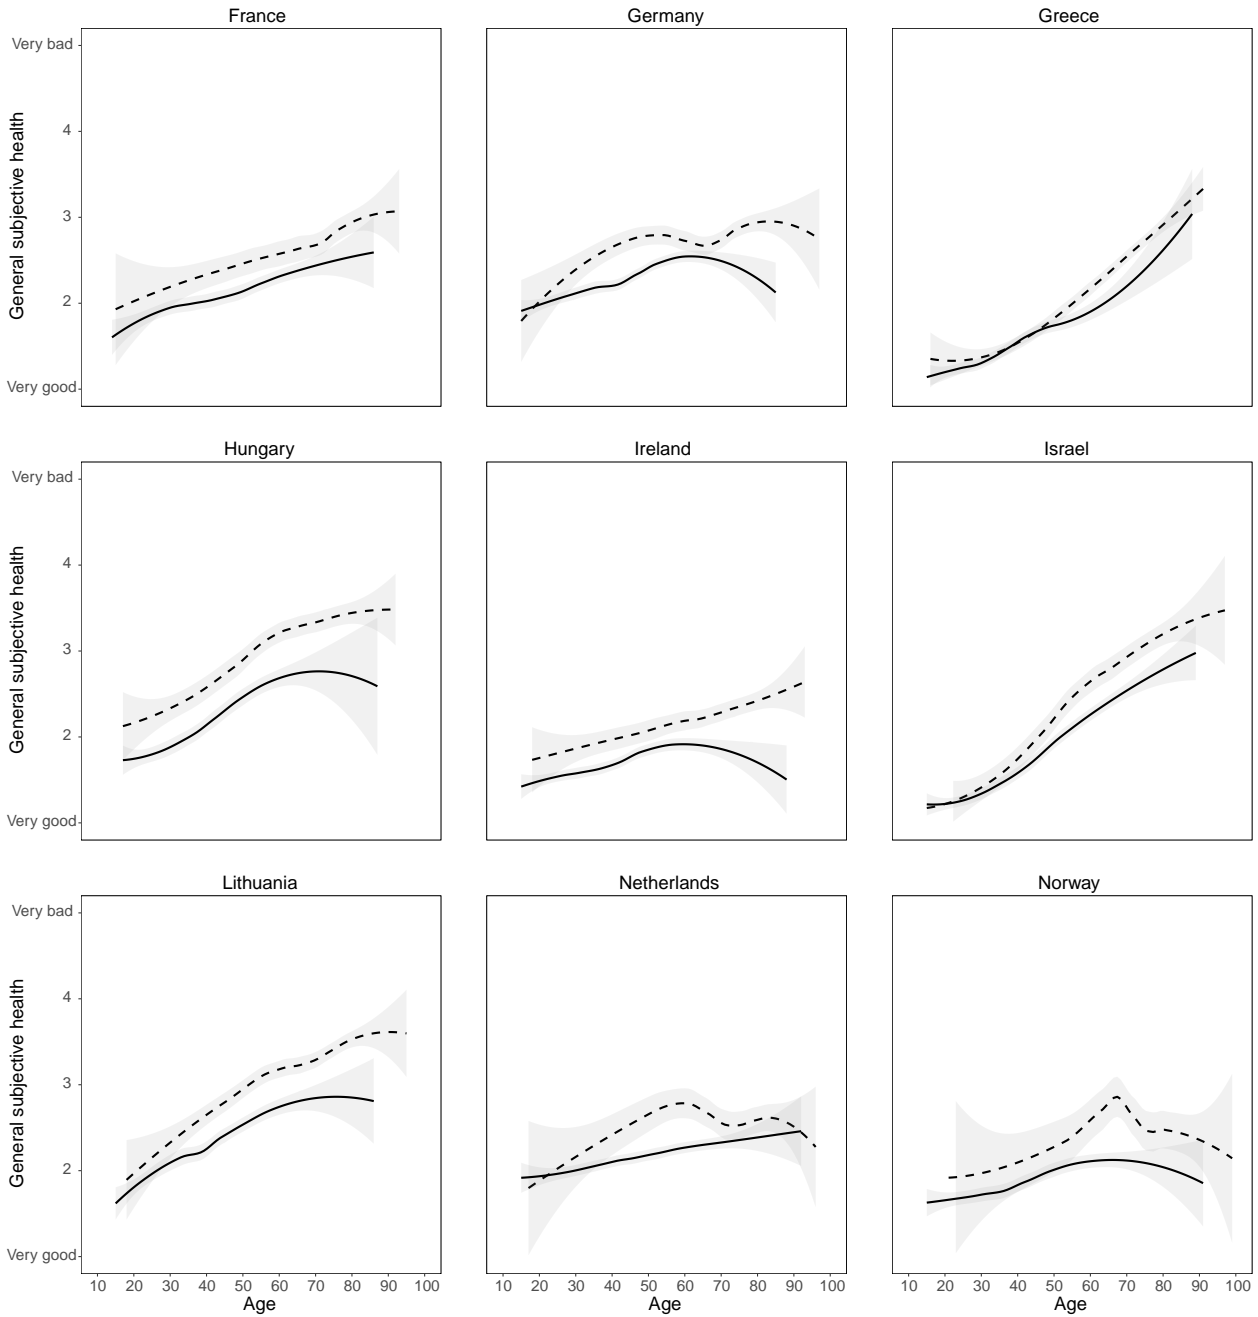 France
Germany
Greece
General subjective health
Very bad
4
3
2
Very good
Hungary
Ireland
Israel
General subjective health
Very bad
4
3
2
Very good
Lithuania
Netherlands
Norway
General subjective health
Very bad
4
3
2
Very good
10 20 30 40 50 60 70 80 90 100
10 20 30 40 50 60 70 80 90 100
10 20 30 40 50 60 70 80 90 100
Age
Age
Age